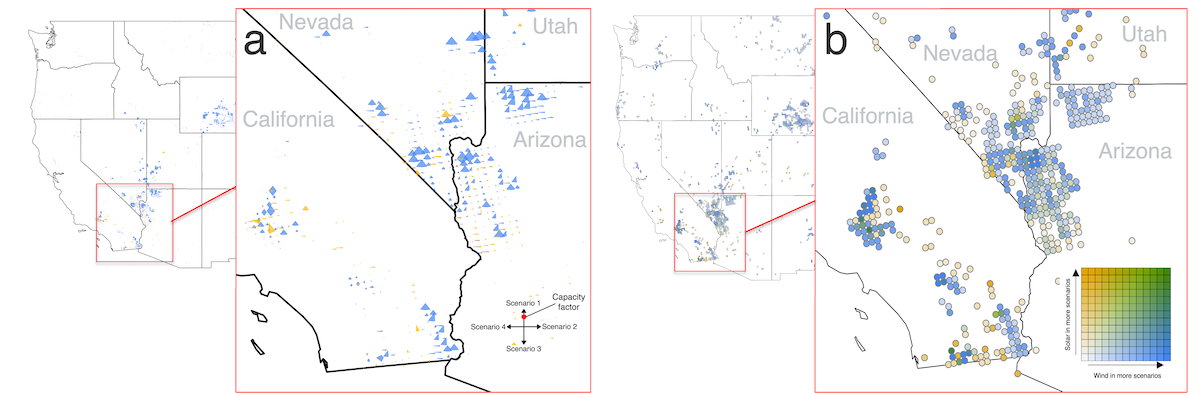 a
Nevada
Utah
California
Arizona
Scenario 1
Capacity
factor
Scenario 4
Scenario 2
Scenario 3
b
Nevada
Utah
California
Arizona
Solar in more scenarios
Wind in more scenarios